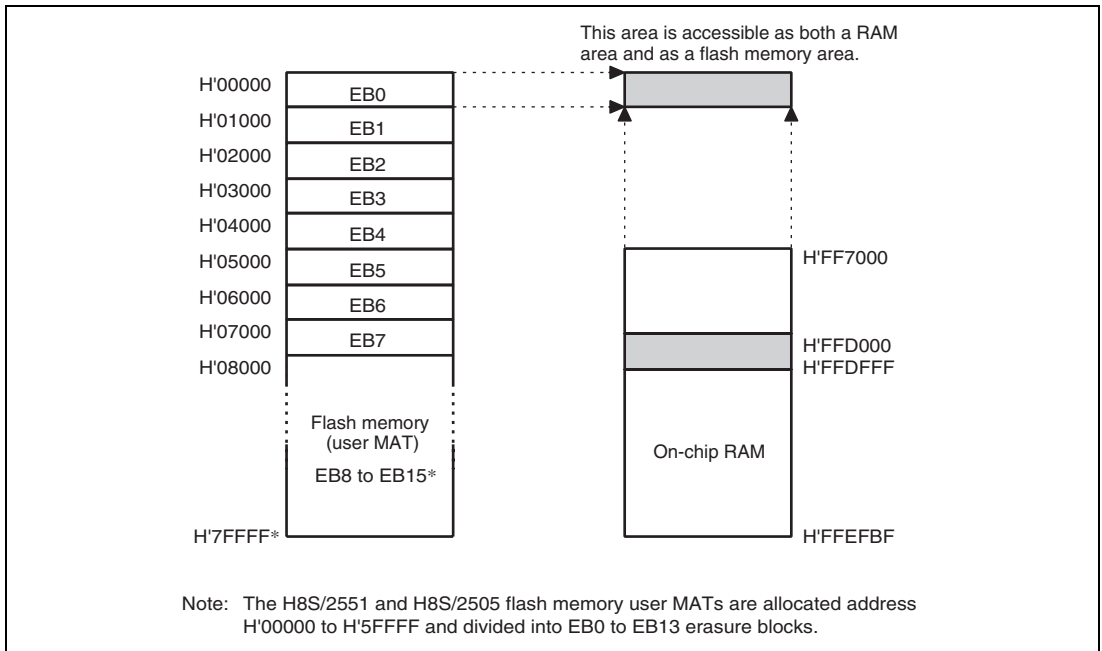 This area is accessible as both a RAM
area and as a flash memory area.
H'00000
EB0
H'01000
EB1
H'02000
EB2
H'03000
EB3
H'04000
EB4
H'05000
EB5
H'06000
EB6
H'07000
EB7
H'08000
Flash memory
(user MAT)
EB8 to EB15*
H'7FFFF*
H'FF7000
H'FFD000
H'FFDFFF
On-chip RAM
H'FFEFBF
Note: The H8S/2551 and H8S/2505 flash memory user MATs are allocated address
H'00000 to H'5FFFF and divided into EB0 to EB13 erasure blocks.